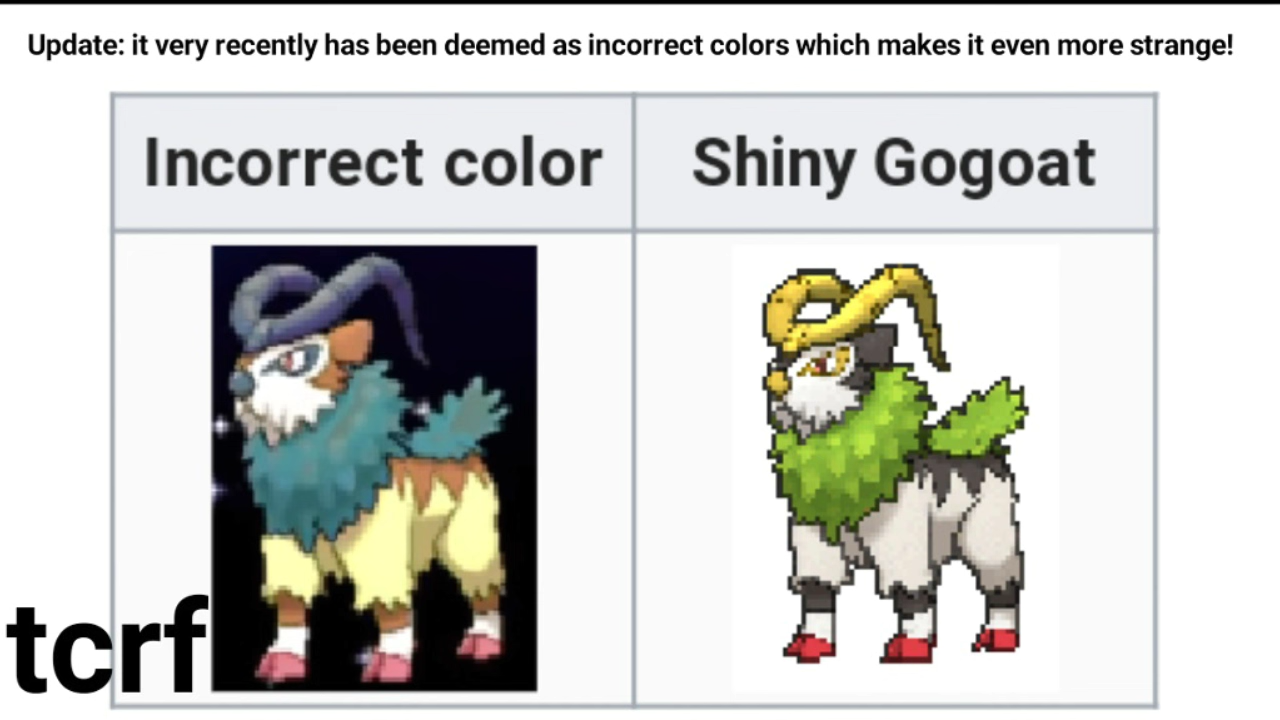 Update: it very recently has been deemed as incorrect colors which makes it even more strange!
Incorrect color
Shiny Gogoat
tcrf